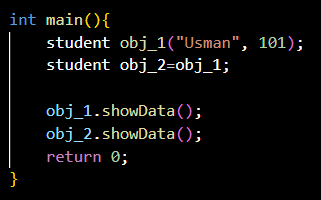 int main(){
    student obj_1("Usman", 101);
    student obj_2=obj_1;

    obj_1.showData();
    obj_2.showData();
    return 0;
}